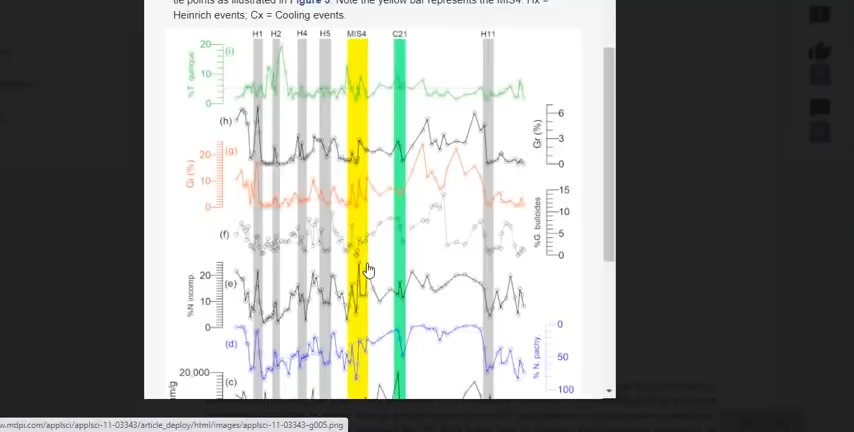 tie points as illustrated in Figure 3. Note the yellow bar represents the MIS4. Hx =
Heinrich events; Cx = Cooling events.
H1 H2 H4 H5 MIS4 C21 H11
20
10
0
%T. quinque.
(i)
(h)
6
3
0
Gr (%)
(g)
20
10
0
Gi (%)
15
10
5
0
%G. bulloides
(f)
(e)
20
10
0
%N incomp.
(d)
0
50
100
% N. pachy.
20,000
(c)
m/g
w.mdpi.com/applsci/applsci-11-03343/article_deploy/html/images/applsci-11-03343-g005.png